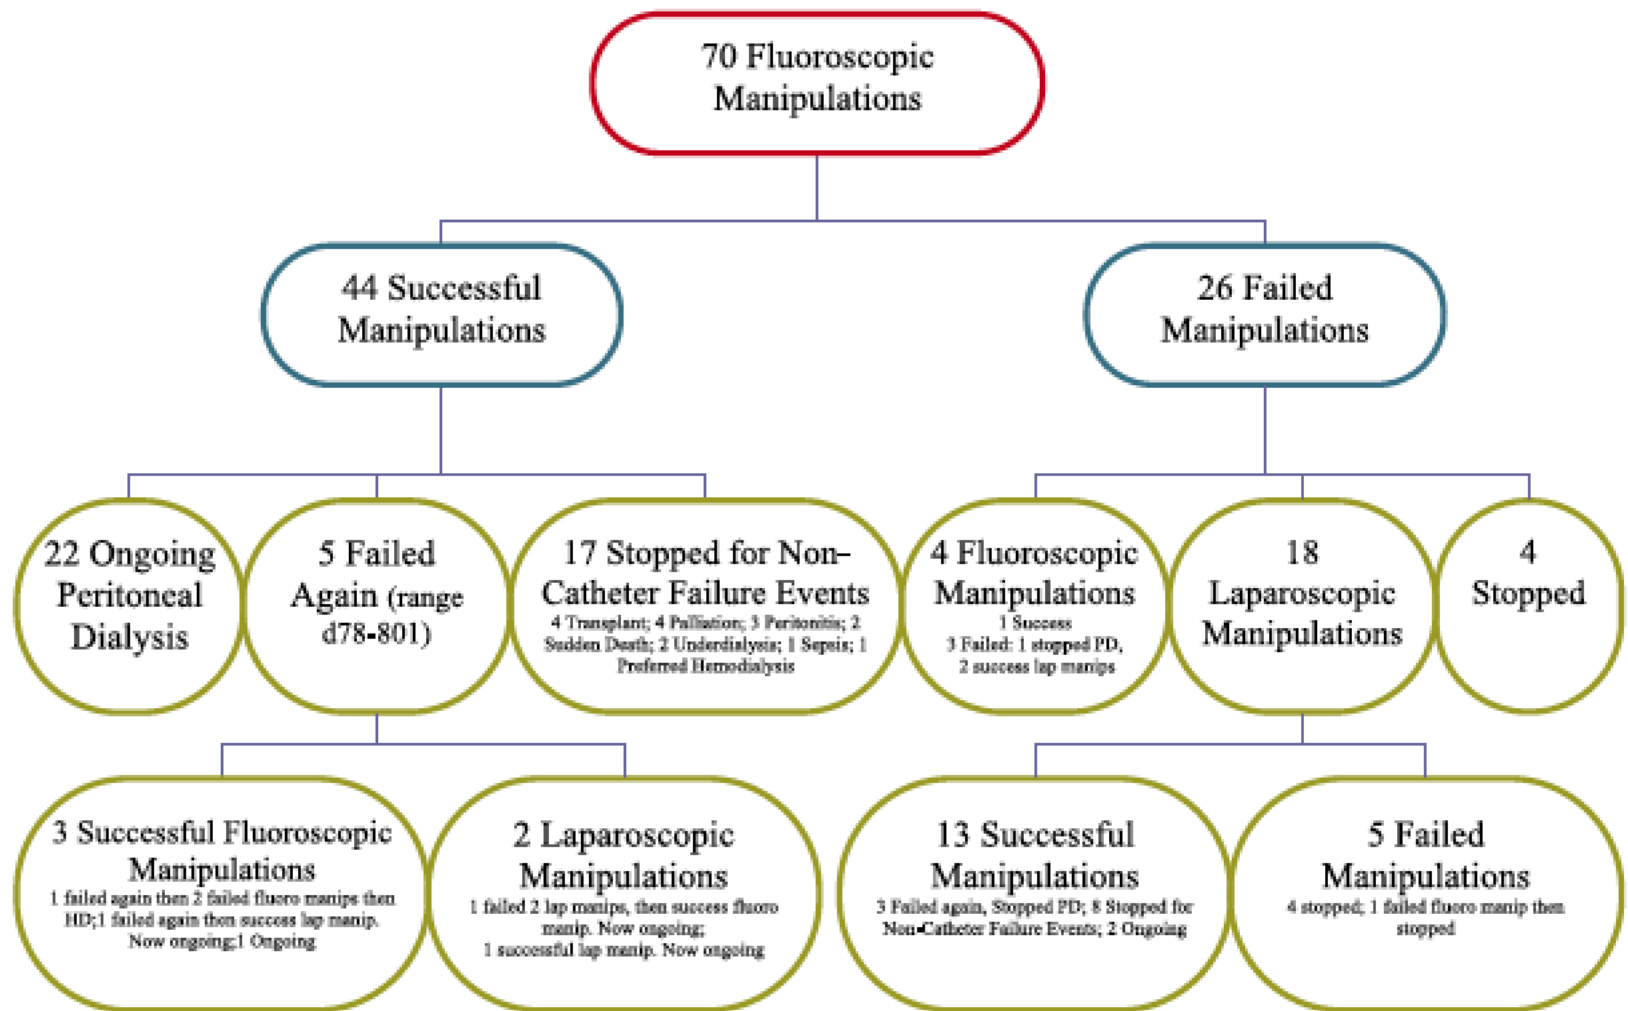 70 Fluoroscopic
Manipulations
44 Successful
Manipulations
26 Failed
Manipulations
22 Ongoing
Peritoneal
Dialysis
5 Failed
Again (range
d78-801)
17 Stopped for Non–
Catheter Failure Events
4 Transplant; 4 Palliation; 3 Peritonitis; 2
Sudden Death; 2 Underdialysis; 1 Sepsis; 1
Preferred Hemodialysis
4 Fluoroscopic
Manipulations
1 Success
3 Failed: 1 stopped PD,
2 success lap manips
18
Laparoscopic
Manipulations
4
Stopped
3 Successful Fluoroscopic
Manipulations
1 failed again then 2 failed fluoro manips then
HD;1 failed again then success lap manip.
Now ongoing;1 Ongoing
2 Laparoscopic
Manipulations
1 failed 2 lap manips, then success fluoro
manip. Now ongoing;
1 successful lap manip. Now ongoing
13 Successful
Manipulations
3 Failed again, Stopped PD; 8 Stopped for
Non-Catheter Failure Events; 2 Ongoing
5 Failed
Manipulations
4 stopped; 1 failed fluoro manip then
stopped